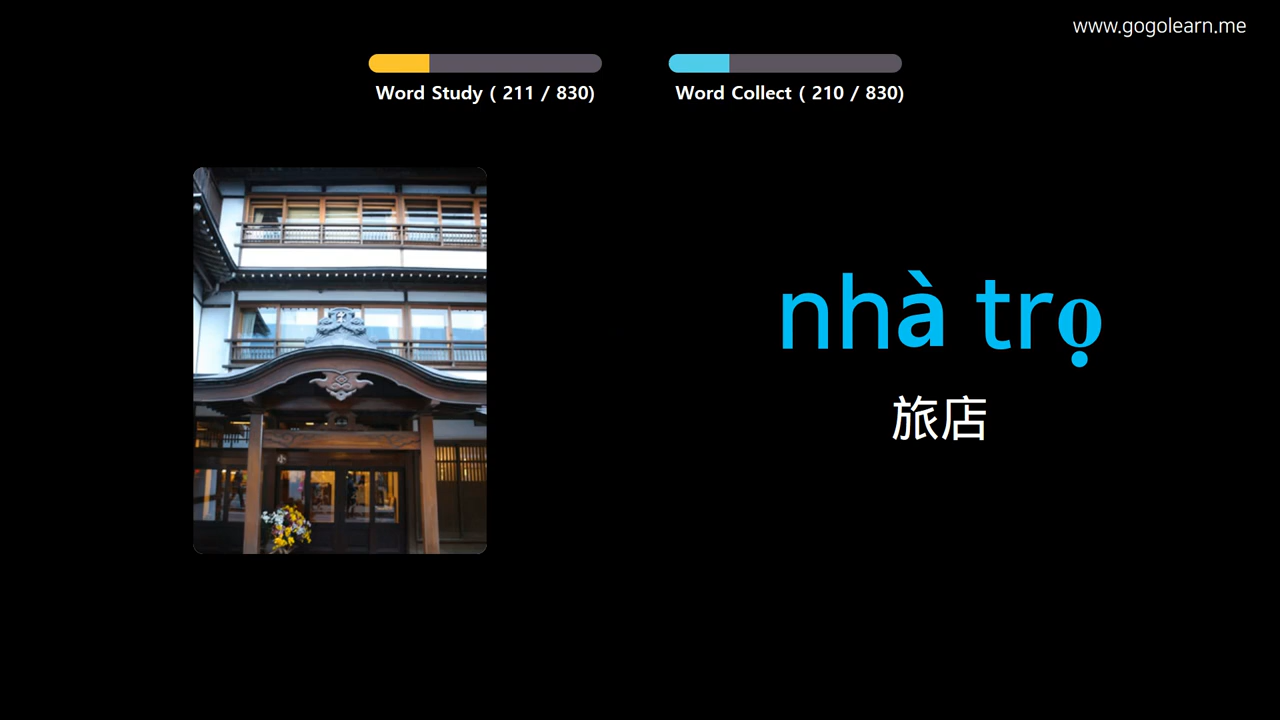 www.gogolearn.me
Word Study ( 211 / 830)
Word Collect ( 210 / 830)
nhà trọ
旅店